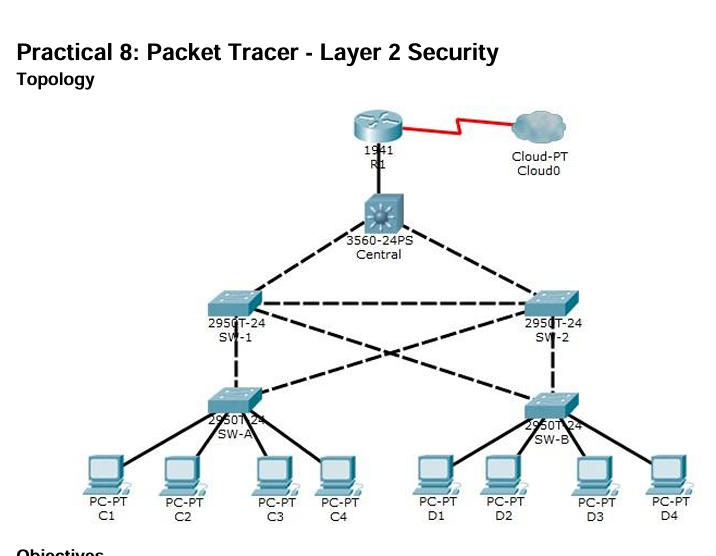 Practical 8: Packet Tracer - Layer 2 Security
Topology
1941
R1
Cloud-PT
Cloud0
3560-24PS
Central
2950T-24
SW-1
2950T-24
SW-2
2950T-24
SW-A
2950T-24
SW-B
PC-PT
C1
PC-PT
C2
PC-PT
C3
PC-PT
C4
PC-PT
D1
PC-PT
D2
PC-PT
D3
PC-PT
D4
Objectives